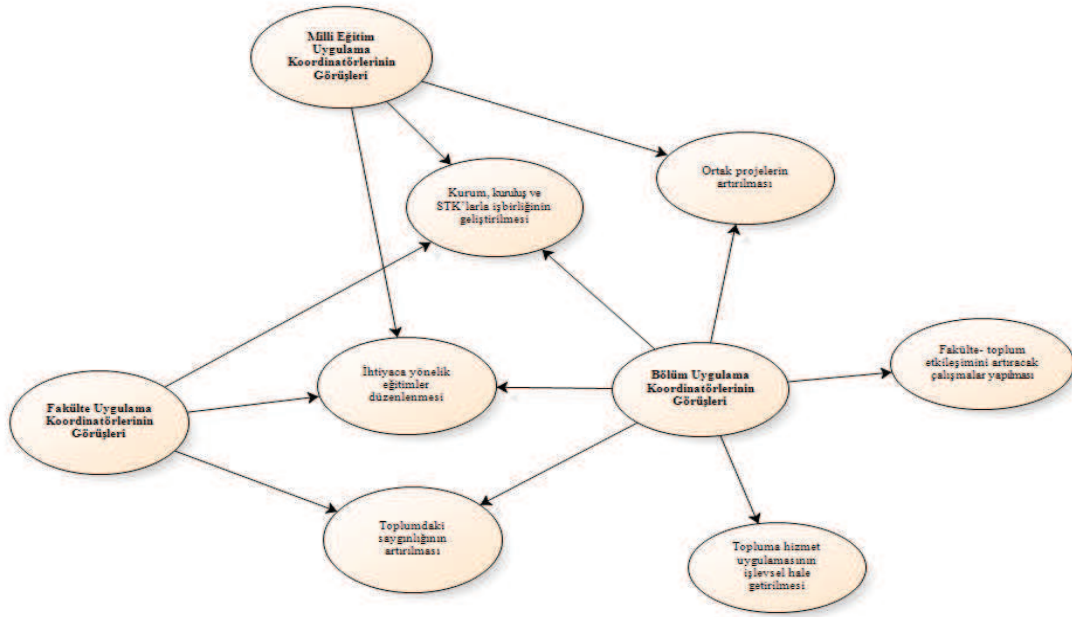 Milli Eğitim
Uygulama
Koordinatörlerinin
Görüşleri
Ortak projelerin
artırılması
Kurum, kuruluş ve
STK'larla işbirliğinin
geliştirilmesi
Fakülte- toplum
etkileşimini artıracak
çalışmalar yapılması
İhtiyaca yönelik
eğitimler
düzenlenmesi
Bölüm Uygulama
Koordinatörlerinin
Görüşleri
Fakülte Uygulama
Koordinatörlerinin
Görüşleri
Toplumdaki
saygınlığının
artırılması
Topluma hizmet
uygulamasının
işlevsel hale
getirilmesi